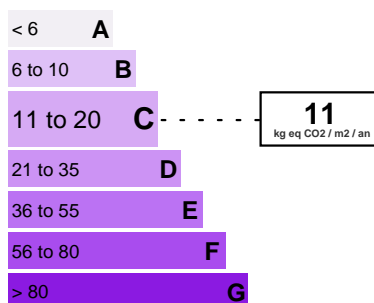 < 6 A
6 to 10 B
11 to 20 C
11
kg eq CO2 / m2 / an
21 to 35 D
36 to 55 E
56 to 80 F
> 80 G